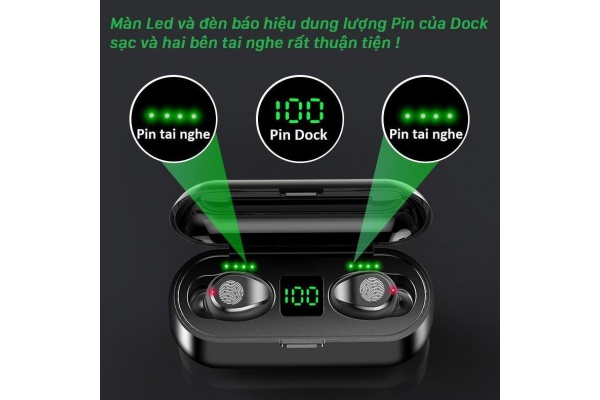 Màn Led và đèn báo hiệu dung lượng Pin của Dock
sạc và hai bên tai nghe rất thuận tiện !
Pin tai nghe
100
Pin Dock
Pin tai nghe
100